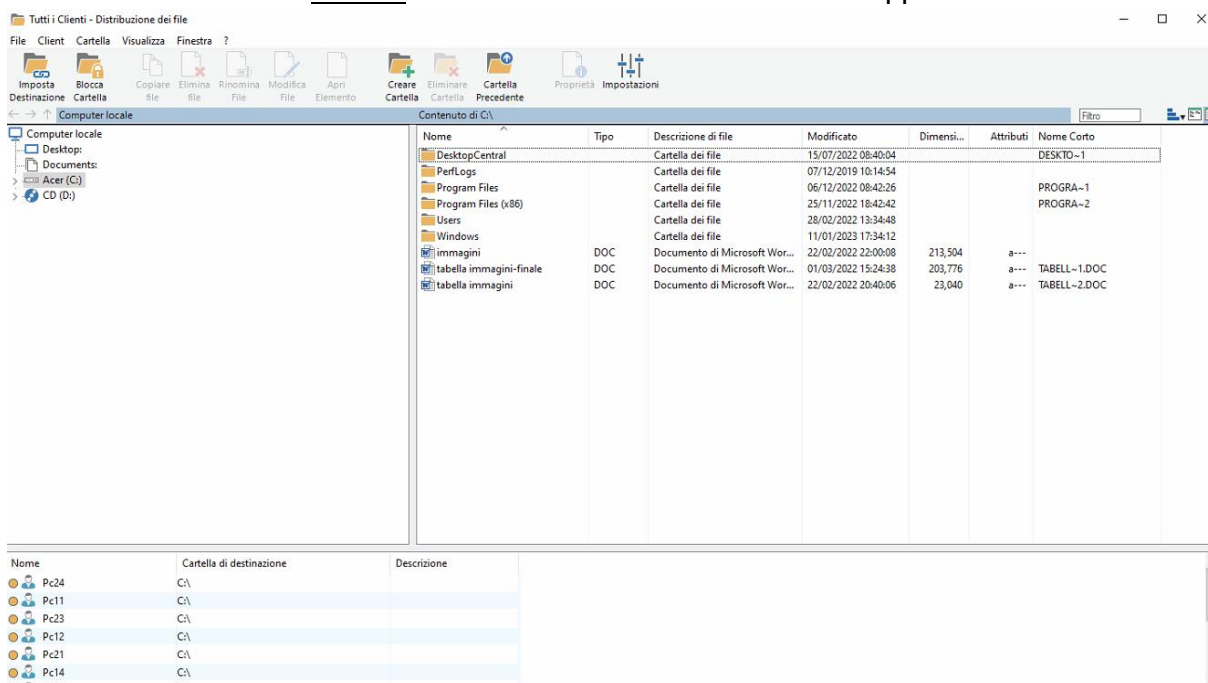 Tutti i Clienti - Distribuzione dei file
File Client Cartella Visualizza Finestra ?
Imposta Destinazione
Blocca Cartella
Copiare file
Elimina file
Rinomina File
Modifica File
Apri Elemento
Creare Cartella
Eliminare Cartella
Cartella Precedente
Proprietà
Impostazioni
Computer locale
Contenuto di C:\
Filtro
Computer locale
Desktop:
Documents:
Acer (C:)
CD (D:)
Nome Tipo Descrizione di file Modificato Dimensi... Attributi Nome Corto
DesktopCentral Cartella dei file 15/07/2022 08:40:04 DESKTO~1
PerfLogs Cartella dei file 07/12/2019 10:14:54
Program Files Cartella dei file 06/12/2022 08:42:26 PROGRA~1
Program Files (x86) Cartella dei file 25/11/2022 18:42:42 PROGRA~2
Users Cartella dei file 28/02/2022 13:34:48
Windows Cartella dei file 11/01/2023 17:34:12
immagini DOC Documento di Microsoft Wor... 22/02/2022 22:00:08 213,504 a---
tabella immagini-finale DOC Documento di Microsoft Wor... 01/03/2022 15:24:38 203,776 a--- TABELL~1.DOC
tabella immagini DOC Documento di Microsoft Wor... 22/02/2022 20:40:06 23,040 a--- TABELL~2.DOC
Nome Cartella di destinazione Descrizione
Pc24 C:\
Pc11 C:\
Pc23 C:\
Pc12 C:\
Pc21 C:\
Pc14 C:\